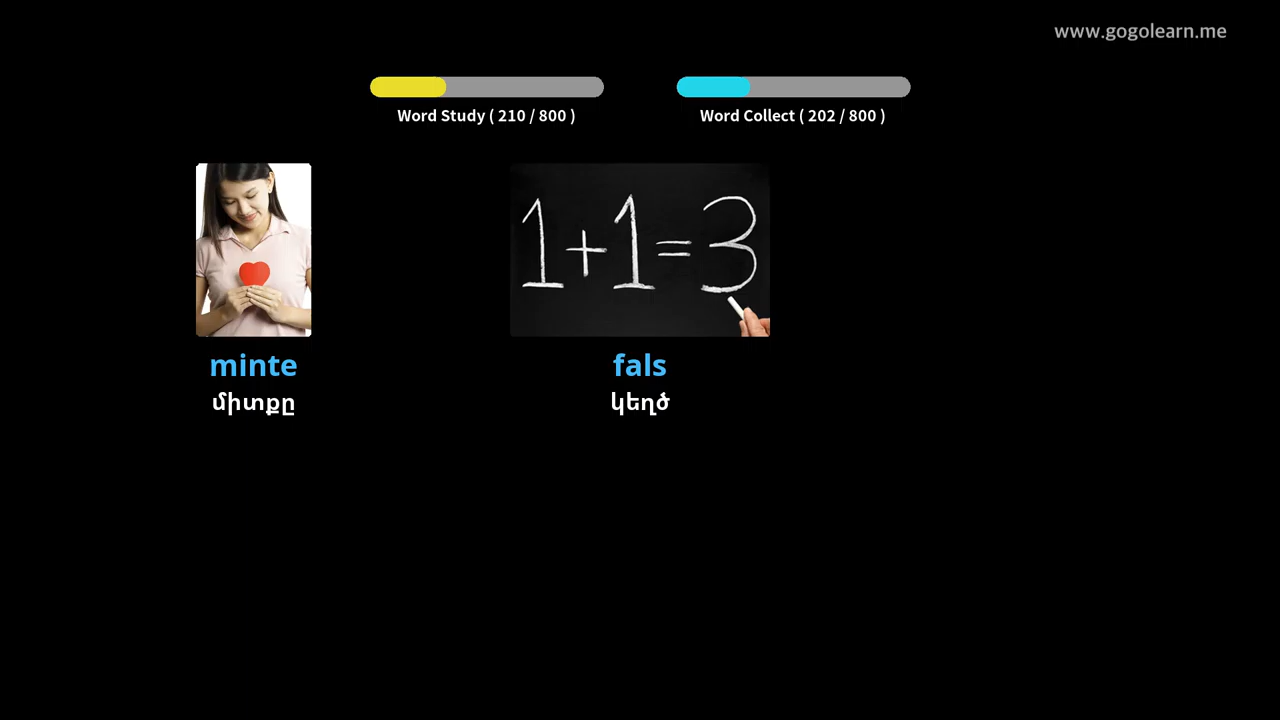 www.gogolearn.me
Word Study ( 210 / 800 )
Word Collect ( 202 / 800 )
1+1=3
minte
միտքը
fals
կեղծ